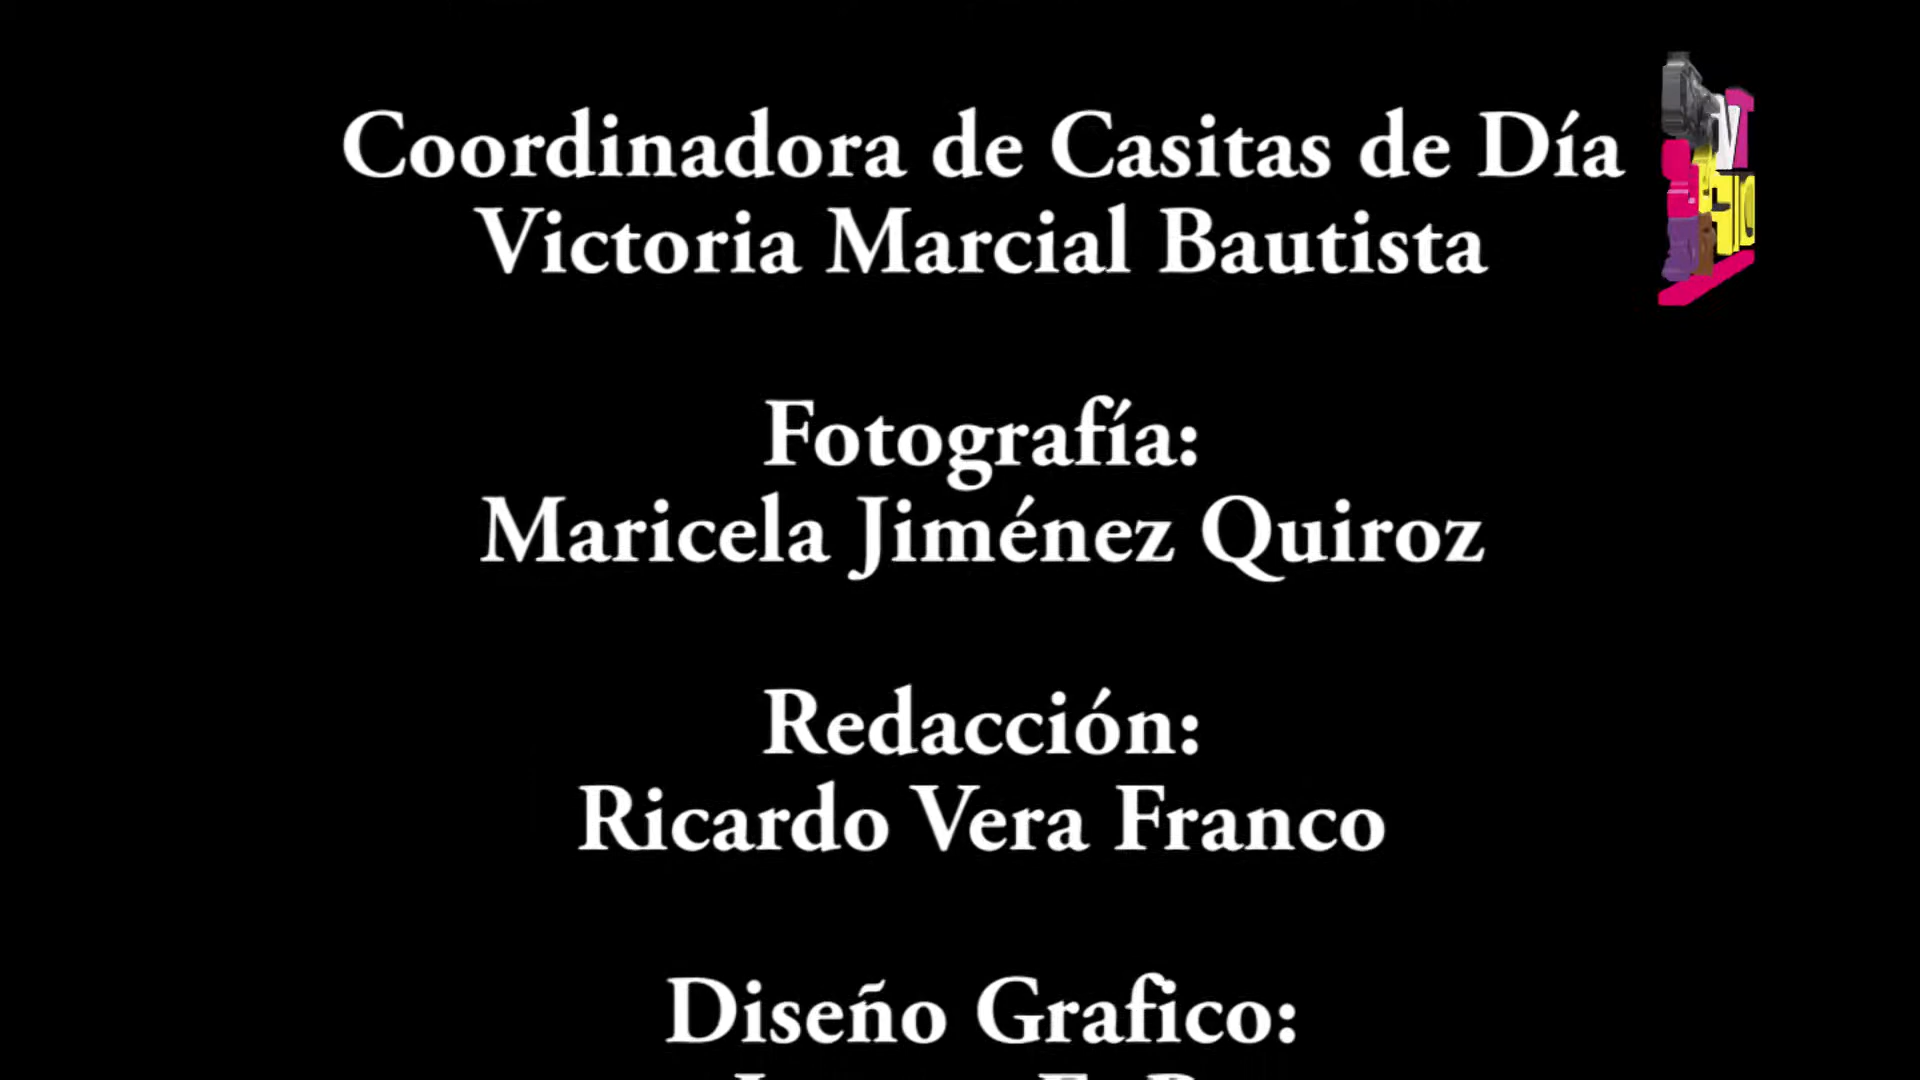 Coordinadora de Casitas de Día
Victoria Marcial Bautista
Fotografía:
Maricela Jiménez Quiroz
Redacción:
Ricardo Vera Franco
Diseño Grafico: